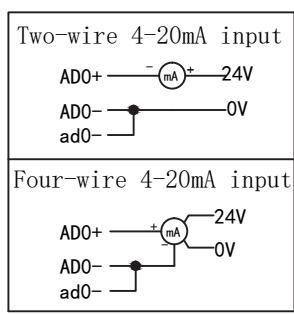 Two-wire 4-20mA input
AD0+ - mA + 24V
AD0- 0V
ad0-
Four-wire 4-20mA input
24V
AD0+ + mA
- 0V
AD0-
ad0-